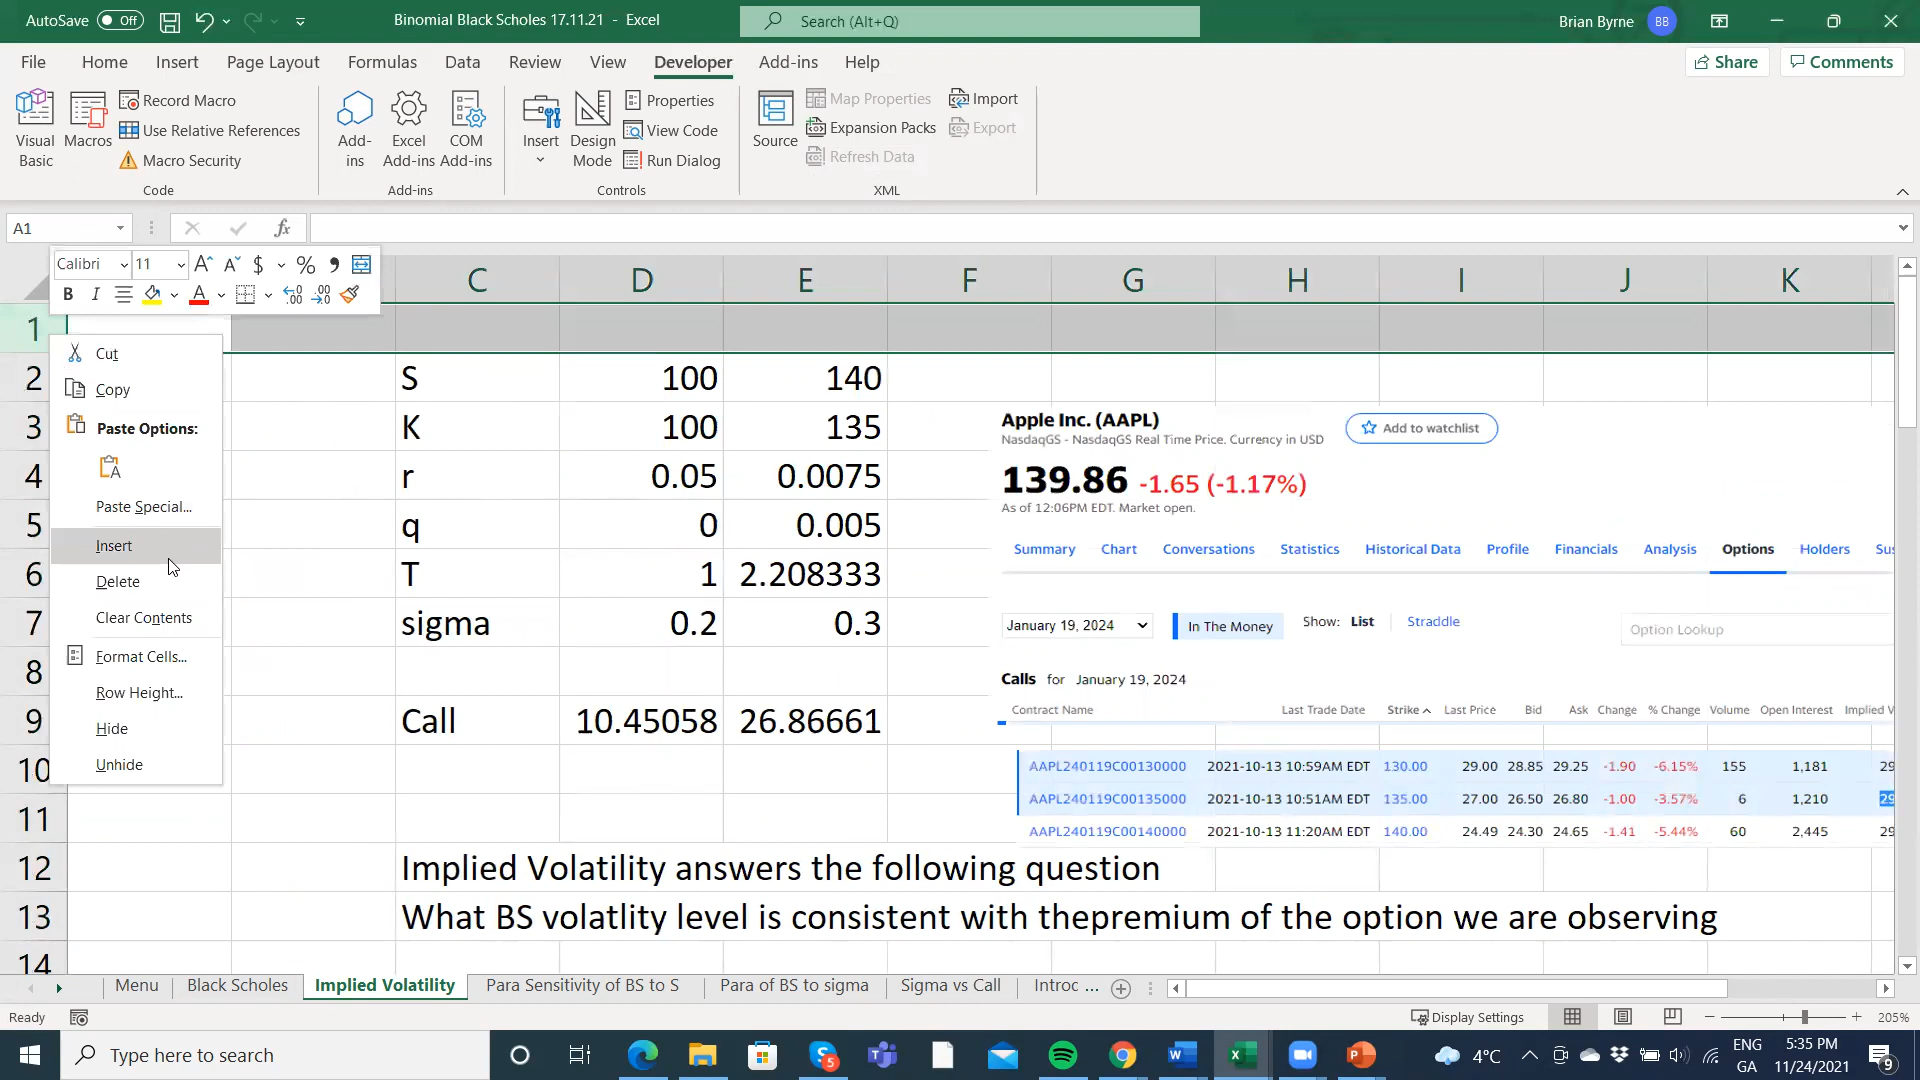 AutoSave Off Binomial Black Scholes 17.11.21 - Excel Search (Alt+Q) Brian Byrne BB
File Home Insert Page Layout Formulas Data Review View Developer Add-ins Help Share Comments
Visual Basic Macros Record Macro Use Relative References Macro Security Code
Add-ins Excel Add-ins COM Add-ins Add-ins
Insert Design Mode Properties View Code Run Dialog Controls
Source Map Properties Expansion Packs Refresh Data Import Export XML
A1 fx
Calibri 11 A A $ % ,
B I A
C D E F G H I J K
1
Cut
Copy
Paste Options:
Paste Special...
Insert
Delete
Clear Contents
Format Cells...
Row Height...
Hide
Unhide
2 S 100 140
3 K 100 135
4 r 0.05 0.0075
5 q 0 0.005
6 T 1 2.208333
7 sigma 0.2 0.3
8
9 Call 10.45058 26.86661
10
11
12 Implied Volatility answers the following question
13 What BS volatlity level is consistent with thepremium of the option we are observing
14
Apple Inc. (AAPL) Add to watchlist
NasdaqGS - NasdaqGS Real Time Price. Currency in USD
139.86 -1.65 (-1.17%)
As of 12:06PM EDT. Market open.
Summary Chart Conversations Statistics Historical Data Profile Financials Analysis Options Holders Sus
January 19, 2024 In The Money Show: List Straddle Option Lookup
Calls for January 19, 2024
Contract Name Last Trade Date Strike Last Price Bid Ask Change % Change Volume Open Interest Implied V
AAPL240119C00130000 2021-10-13 10:59AM EDT 130.00 29.00 28.85 29.25 -1.90 -6.15% 155 1,181 29
AAPL240119C00135000 2021-10-13 10:51AM EDT 135.00 27.00 26.50 26.80 -1.00 -3.57% 6 1,210 29
AAPL240119C00140000 2021-10-13 11:20AM EDT 140.00 24.49 24.30 24.65 -1.41 -5.44% 60 2,445 29
Menu Black Scholes Implied Volatility Para Sensitivity of BS to S Para of BS to sigma Sigma vs Call Introc ...
Ready Display Settings 205%
Type here to search 5 4°C ENG GA 5:35 PM 11/24/2021 9